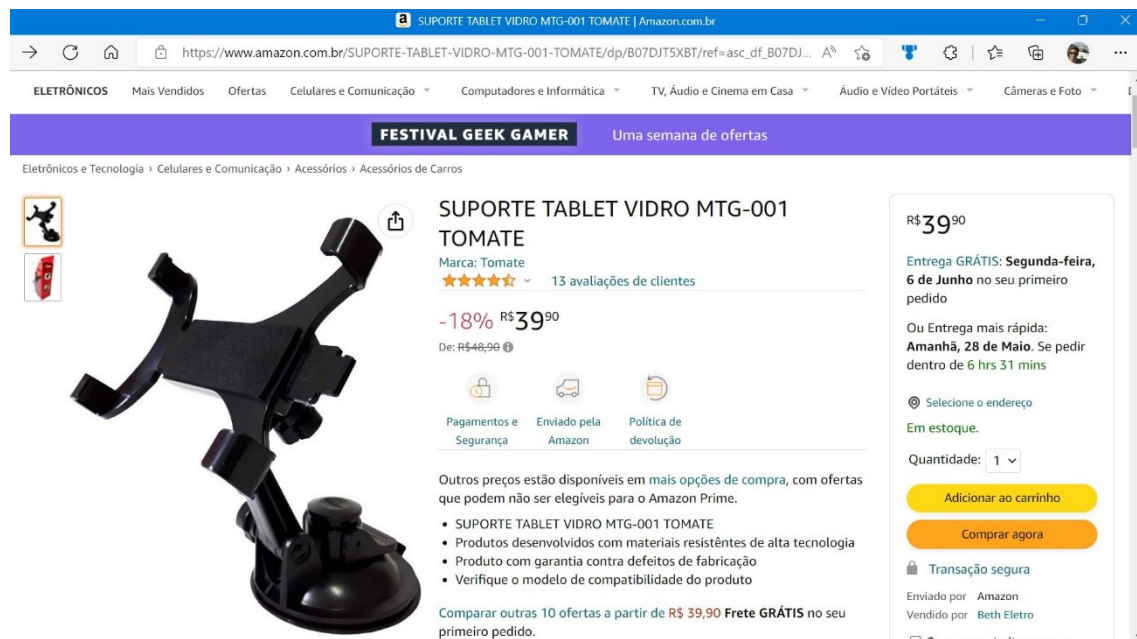 SUPORTE TABLET VIDRO MTG-001 TOMATE | Amazon.com.br
https://www.amazon.com.br/SUPORTE-TABLET-VIDRO-MTG-001-TOMATE/dp/B07DJT5XBT/ref=asc_df_B07DJ...
ELETRÔNICOS Mais Vendidos Ofertas Celulares e Comunicação Computadores e Informática TV, Áudio e Cinema em Casa Áudio e Vídeo Portáteis Câmeras e Foto
FESTIVAL GEEK GAMER Uma semana de ofertas
Eletrônicos e Tecnologia › Celulares e Comunicação › Acessórios › Acessórios de Carros
SUPORTE TABLET VIDRO MTG-001
TOMATE
Marca: Tomate
13 avaliações de clientes
-18% R$3990
De: R$48,90
Pagamentos e
Segurança
Enviado pela
Amazon
Política de
devolução
Outros preços estão disponíveis em mais opções de compra, com ofertas
que podem não ser elegíveis para o Amazon Prime.
• SUPORTE TABLET VIDRO MTG-001 TOMATE
• Produtos desenvolvidos com materiais resistêntes de alta tecnologia
• Produto com garantia contra defeitos de fabricação
• Verifique o modelo de compatibilidade do produto
Comparar outras 10 ofertas a partir de R$ 39,90 Frete GRÁTIS no seu
primeiro pedido.
R$3990
Entrega GRÁTIS: Segunda-feira,
6 de Junho no seu primeiro
pedido
Ou Entrega mais rápida:
Amanhã, 28 de Maio. Se pedir
dentro de 6 hrs 31 mins
Selecione o endereço
Em estoque.
Quantidade: 1
Adicionar ao carrinho
Comprar agora
Transação segura
Enviado por Amazon
Vendido por Beth Eletro